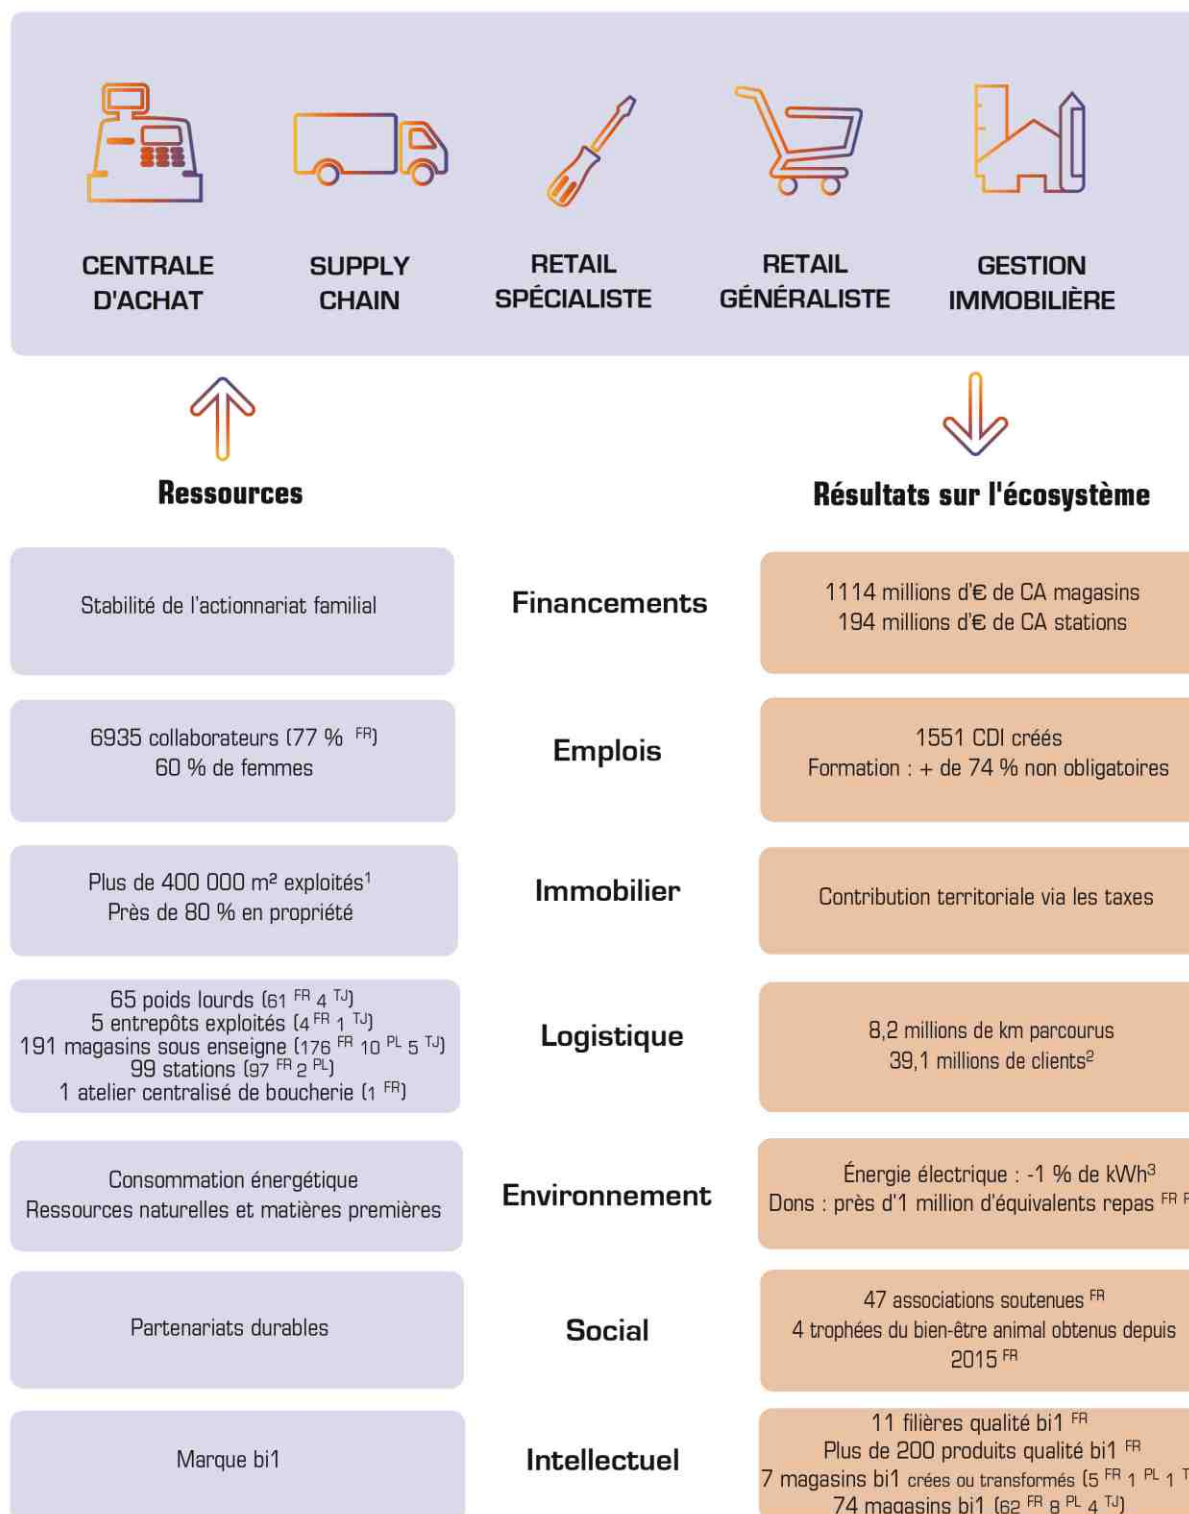 CENTRALE
D'ACHAT
SUPPLY
CHAIN
RETAIL
SPÉCIALISTE
RETAIL
GÉNÉRALISTE
GESTION
IMMOBILIÈRE
Ressources
Résultats sur l'écosystème
Stabilité de l'actionnariat familial
Financements
1114 millions d'€ de CA magasins
194 millions d'€ de CA stations
6935 collaborateurs (77 % FR)
60 % de femmes
Emplois
1551 CDI créés
Formation : + de 74 % non obligatoires
Plus de 400 000 m² exploités¹
Près de 80 % en propriété
Immobilier
Contribution territoriale via les taxes
65 poids lourds (61 FR 4 TJ)
5 entrepôts exploités (4 FR 1 TJ)
191 magasins sous enseigne (176 FR 10 PL 5 TJ)
99 stations (97 FR 2 PL)
1 atelier centralisé de boucherie (1 FR)
Logistique
8,2 millions de km parcourus
39,1 millions de clients²
Consommation énergétique
Ressources naturelles et matières premières
Environnement
Énergie électrique : -1 % de kWh³
Dons : près d'1 million d'équivalents repas FR
Partenariats durables
Social
47 associations soutenues FR
4 trophées du bien-être animal obtenus depuis
2015 FR
Marque bi1
Intellectuel
11 filières qualité bi1 FR
Plus de 200 produits qualité bi1 FR
7 magasins bi1 crées ou transformés (5 FR 1 PL 1
74 magasins bi1 (62 FR 8 PL 4 TJ)